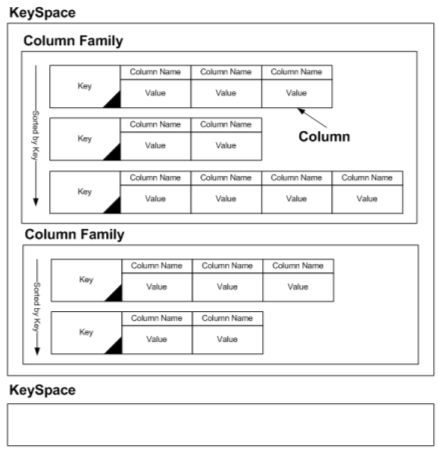 KeySpace
Column Family
Sorted by Key
Key
Column Name Column Name Column Name
Value Value Value
Column
Key
Column Name Column Name
Value Value
Key
Column Name Column Name Column Name Column Name
Value Value Value Value
Column Family
Sorted by Key
Key
Column Name Column Name Column Name
Value Value Value
Key
Column Name Column Name
Value Value
KeySpace